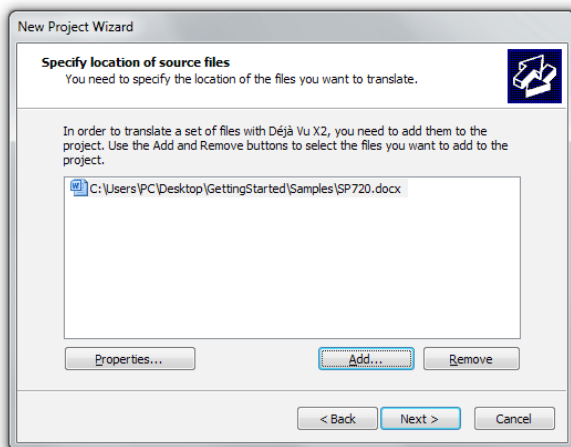 New Project Wizard
Specify location of source files
You need to specify the location of the files you want to translate.
In order to translate a set of files with Déjà Vu X2, you need to add them to the
project. Use the Add and Remove buttons to select the files you want to add to the
project.
C:\Users\PC\Desktop\GettingStarted\Samples\SP720.docx
Properties... Add... Remove
< Back Next > Cancel